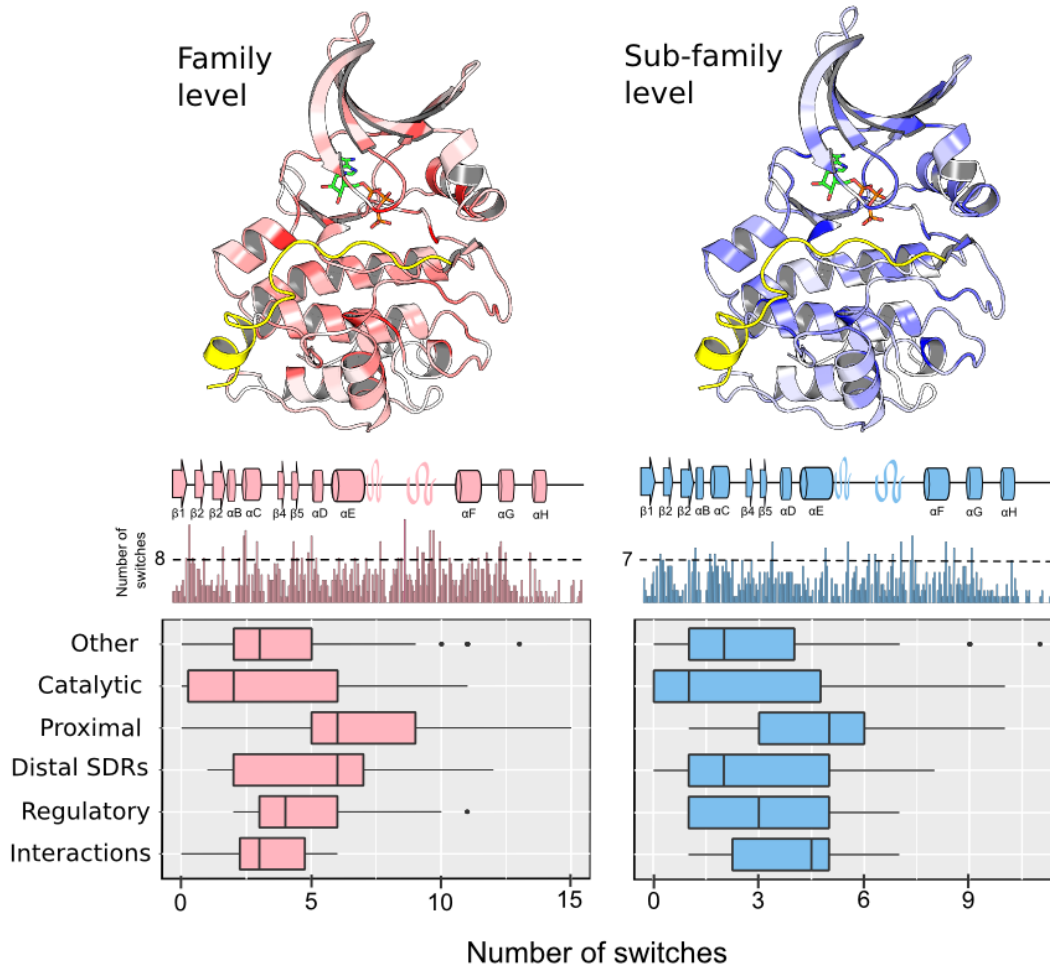 Family
level
Sub-family
level
β1 β2 β2 αB αC β4 β5 αD αE αF αG αH
β1 β2 β2 αB αC β4 β5 αD αE αF αG αH
Number of
switches
8
7
Other
Catalytic
Proximal
Distal SDRs
Regulatory
Interactions
0 5 10 15
0 3 6 9
Number of switches